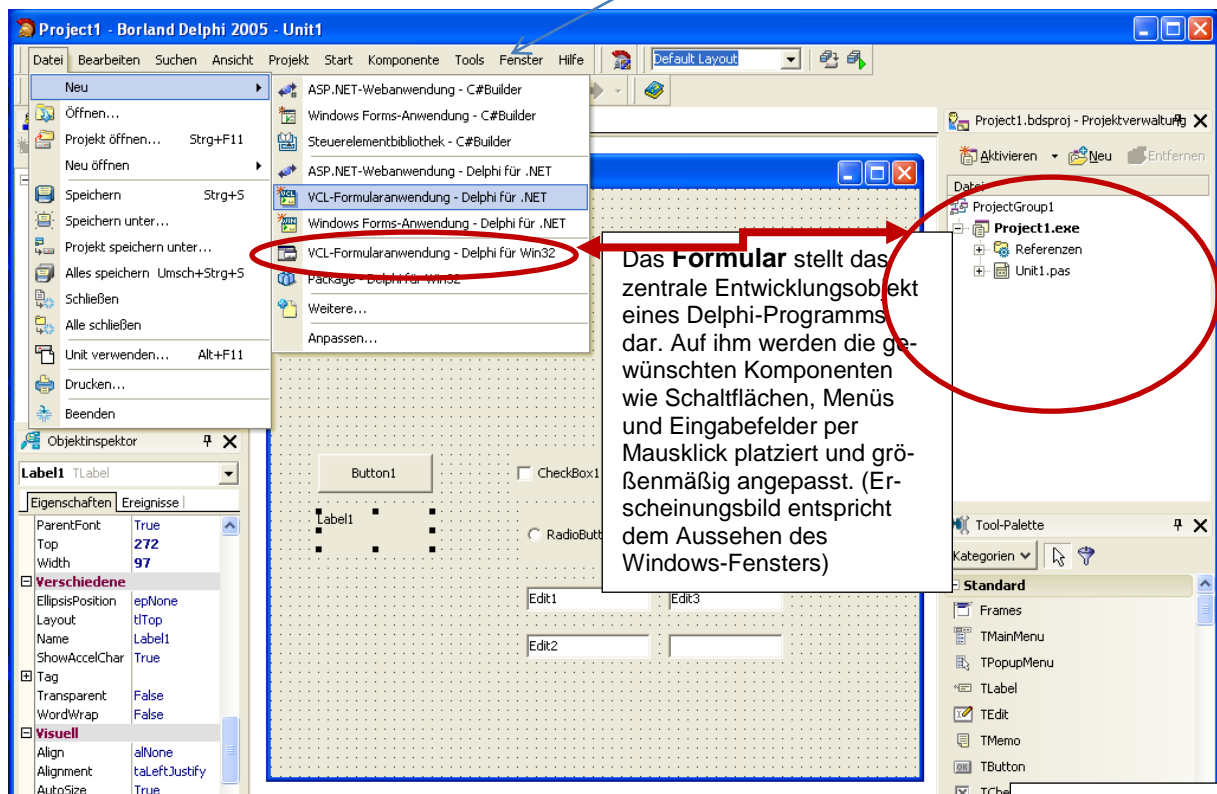 Project1 - Borland Delphi 2005 - Unit1
Datei Bearbeiten Suchen Ansicht Projekt Start Komponente Tools Fenster Hilfe Default Layout
Neu
Öffnen...
Projekt öffnen... Strg+F11
Neu öffnen
Speichern Strg+S
Speichern unter...
Projekt speichern unter...
Alles speichern Umsch+Strg+S
Schließen
Alle schließen
Unit verwenden... Alt+F11
Drucken...
Beenden
ASP.NET-Webanwendung - C#Builder
Windows Forms-Anwendung - C#Builder
Steuerelementbibliothek - C#Builder
ASP.NET-Webanwendung - Delphi für .NET
VCL-Formularanwendung - Delphi für .NET
Windows Forms-Anwendung - Delphi für .NET
VCL-Formularanwendung - Delphi für Win32
Package - Delphi für Win32
Weitere...
Anpassen...
Das Formular stellt das
zentrale Entwicklungsobjekt
eines Delphi-Programms
dar. Auf ihm werden die ge-
wünschten Komponenten
wie Schaltflächen, Menüs
und Eingabefelder per
Mausklick platziert und grö-
ßenmäßig angepasst. (Er-
scheinungsbild entspricht
dem Aussehen des
Windows-Fensters)
Project1.bdsproj - Projektverwaltung
Aktivieren Neu Entfernen
Datei
ProjectGroup1
Project1.exe
Referenzen
Unit1.pas
Objektinspektor
Label1 TLabel
Eigenschaften Ereignisse
ParentFont True
Top 272
Width 97
Verschiedene
EllipsisPosition epNone
Layout tlTop
Name Label1
ShowAccelChar True
Tag
Transparent False
WordWrap False
Visuell
Align alNone
Alignment taLeftJustify
AutoSize True
Button1
CheckBox1
Label1
RadioButt
Edit1 Edit3
Edit2
Tool-Palette
Kategorien
Standard
Frames
TMainMenu
TPopupMenu
TLabel
TEdit
TMemo
TButton
TChe